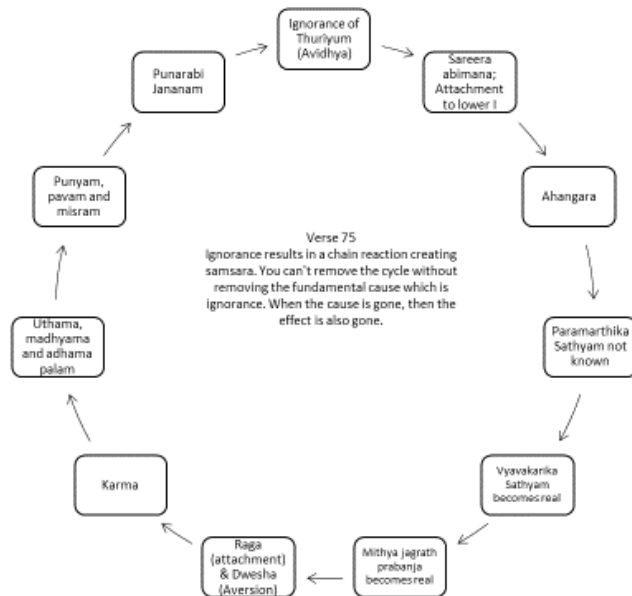 Ignorance of
Thuriyum
(Avidhya)
Sareera
abimana;
Attachment
to lower I
Ahangara
Paramarthika
Sathyam not
known
Vyavakarika
Sathyam
becomes real
Mithya jagrath
prabanja
becomes real
Raga
(attachment)
& Dwesha
(Aversion)
Karma
Uthama,
madhyama
and adhama
palam
Punyam,
pavam and
misram
Punarabi
Jananam
Verse 75
Ignorance results in a chain reaction creating
samsara. You can't remove the cycle without
removing the fundamental cause which is
ignorance. When the cause is gone, then the
effect is also gone.